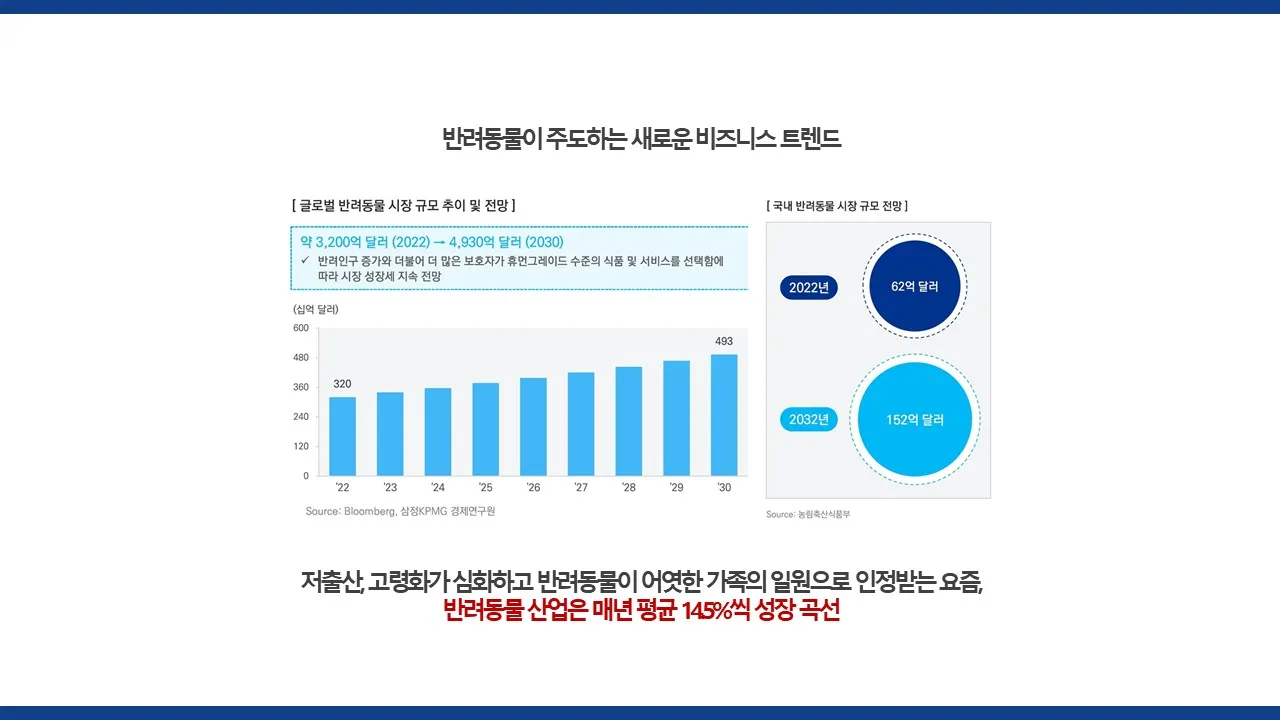 반려동물이 주도하는 새로운 비즈니스 트렌드
[ 글로벌 반려동물 시장 규모 추이 및 전망 ]
약 3,200억 달러 (2022) → 4,930억 달러 (2030)
✓ 반려인구 증가와 더불어 더 많은 보호자가 휴먼그레이드 수준의 식품 및 서비스를 선택함에
따라 시장 성장세 지속 전망
(십억 달러)
600
480
360
240
120
0
320
493
'22 '23 '24 '25 '26 '27 '28 '29 '30
Source: Bloomberg, 삼정KPMG 경제연구원
[ 국내 반려동물 시장 규모 전망 ]
2022년
62억 달러
2032년
152억 달러
Source: 농림축산식품부
저출산, 고령화가 심화하고 반려동물이 어엿한 가족의 일원으로 인정받는 요즘,
반려동물 산업은 매년 평균 14.5%씩 성장 곡선